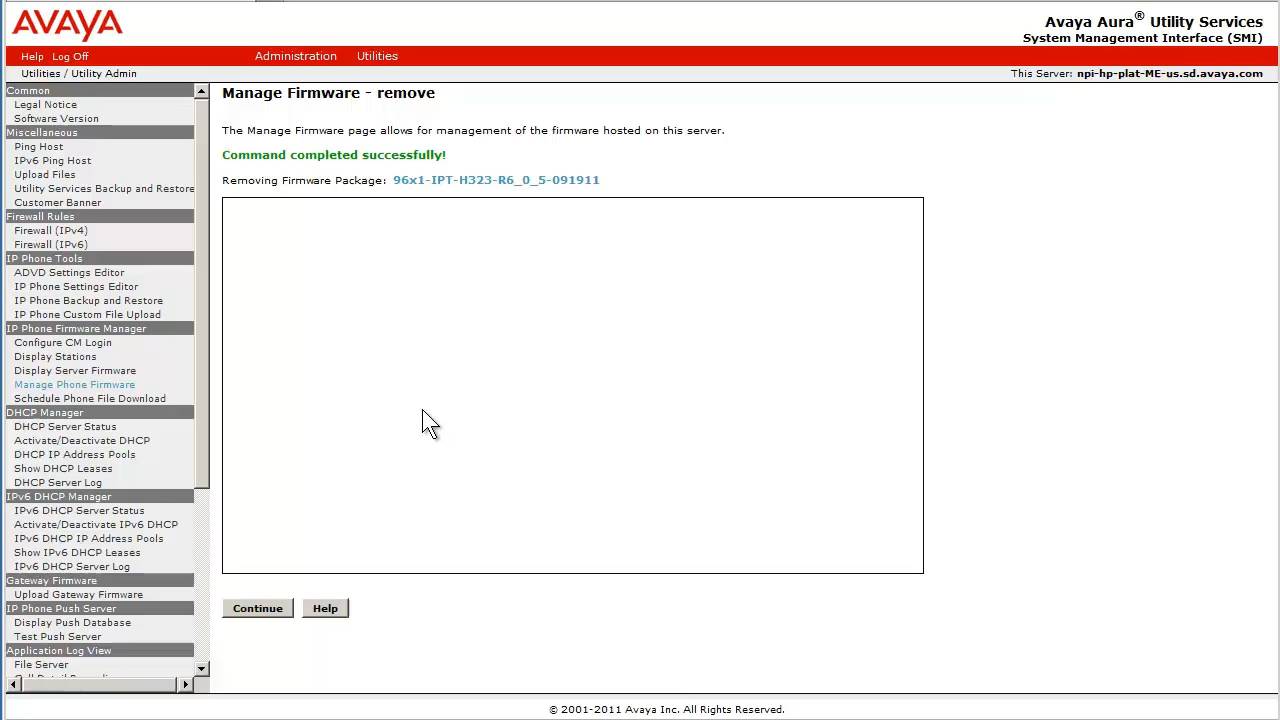 AVAYA
Avaya Aura® Utility Services
System Management Interface (SMI)
Help Log Off Administration Utilities
Utilities / Utility Admin
This Server: npi-hp-plat-ME-us.sd.avaya.com
Common
Legal Notice
Software Version
Miscellaneous
Ping Host
IPv6 Ping Host
Upload Files
Utility Services Backup and Restore
Customer Banner
Firewall Rules
Firewall (IPv4)
Firewall (IPv6)
IP Phone Tools
ADVD Settings Editor
IP Phone Settings Editor
IP Phone Backup and Restore
IP Phone Custom File Upload
IP Phone Firmware Manager
Configure CM Login
Display Stations
Display Server Firmware
Manage Phone Firmware
Schedule Phone File Download
DHCP Manager
DHCP Server Status
Activate/Deactivate DHCP
DHCP IP Address Pools
Show DHCP Leases
DHCP Server Log
IPv6 DHCP Manager
IPv6 DHCP Server Status
Activate/Deactivate IPv6 DHCP
IPv6 DHCP IP Address Pools
Show IPv6 DHCP Leases
IPv6 DHCP Server Log
Gateway Firmware
Upload Gateway Firmware
IP Phone Push Server
Display Push Database
Test Push Server
Application Log View
File Server
Manage Firmware - remove
The Manage Firmware page allows for management of the firmware hosted on this server.
Command completed successfully!
Removing Firmware Package: 96x1-IPT-H323-R6_0_5-091911
Continue Help
© 2001-2011 Avaya Inc. All Rights Reserved.